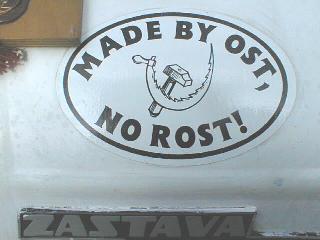 MADE BY OST,
NO ROST!
ZASTAVA